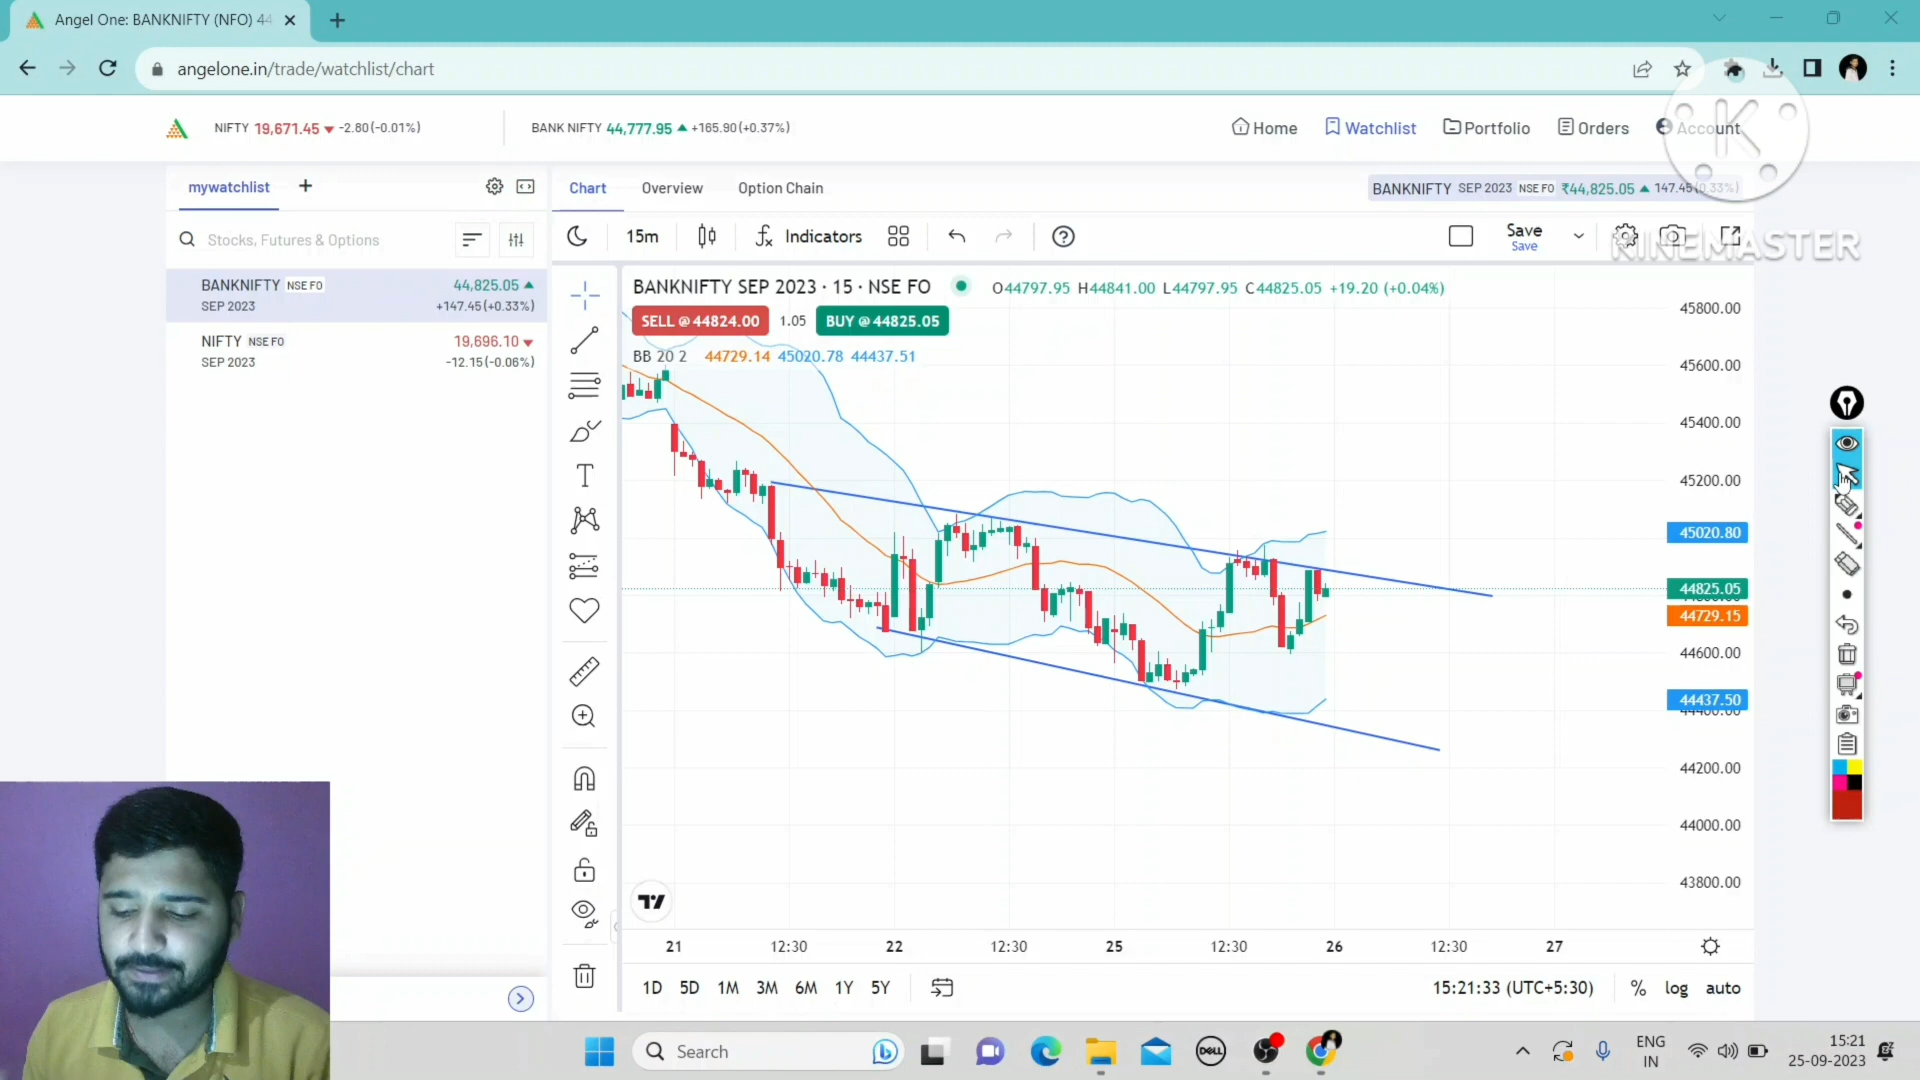 Angel One: BANKNIFTY (NFO) 44
angelone.in/trade/watchlist/chart
NIFTY 19,671.45 -2.80(-0.01%) BANK NIFTY 44,777.95 +165.90(+0.37%)
Home Watchlist Portfolio Orders Account
K
KINEMASTER
mywatchlist
Chart Overview Option Chain
BANKNIFTY SEP 2023 NSE FO ₹44,825.05 147.45(0.33%)
Stocks, Futures & Options
15m Indicators Save
Save
BANKNIFTY NSE FO 44,825.05
SEP 2023 +147.45(+0.33%)
NIFTY NSE FO 19,696.10
SEP 2023 -12.15(-0.06%)
BANKNIFTY SEP 2023 · 15 · NSE FO O44797.95 H44841.00 L44797.95 C44825.05 +19.20 (+0.04%)
SELL @ 44824.00 1.05 BUY @ 44825.05
BB 20 2 44729.14 45020.78 44437.51
45800.00
45600.00
45400.00
45200.00
45020.80
44825.05
44729.15
44600.00
44437.50
44400.00
44200.00
44000.00
43800.00
21 12:30 22 12:30 25 12:30 26 12:30 27
1D 5D 1M 3M 6M 1Y 5Y 15:21:33 (UTC+5:30) % log auto
Search
DELL
ENG
IN
15:21
25-09-2023